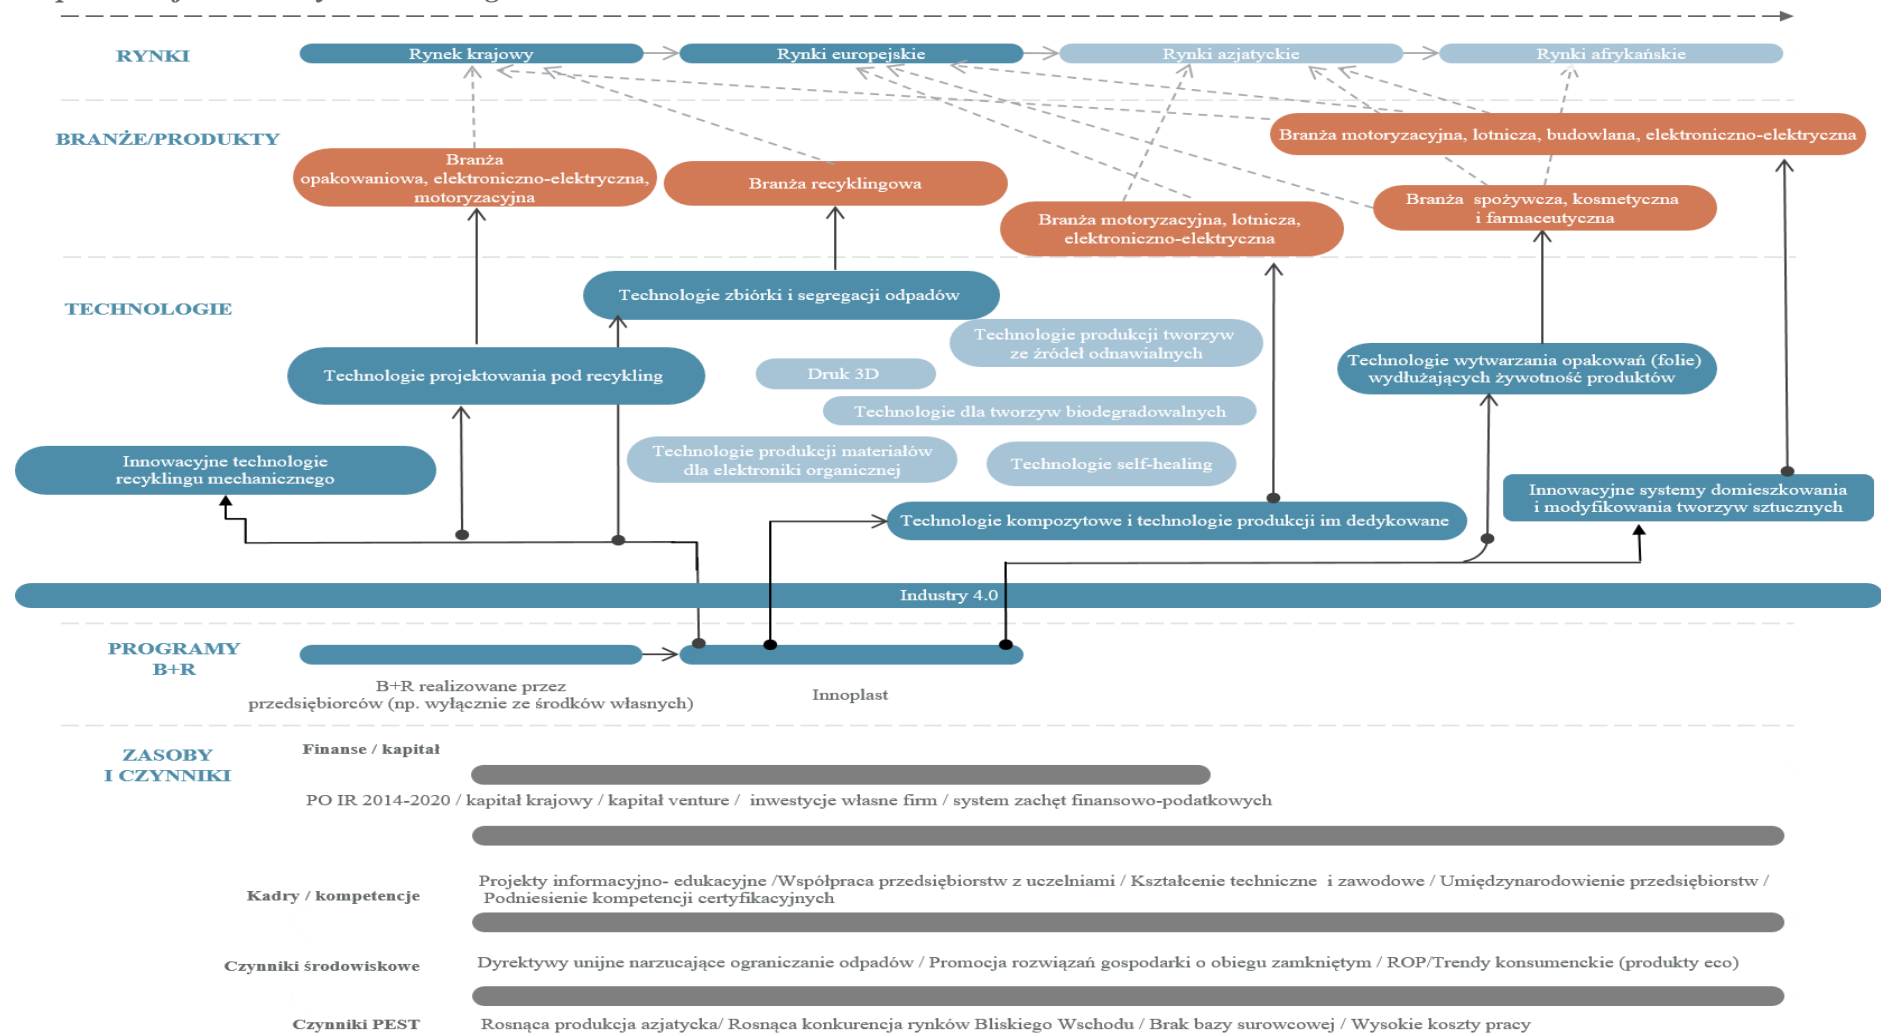 RYNKI
Rynek krajowy
Rynki europejskie
Rynki azjatyckie
Rynki afrykańskie
BRANŻE/PRODUKTY
Branża motoryzacyjna, lotnicza, budowlana, elektroniczno-elektryczna
Branża
opakowaniowa, elektroniczno-elektryczna,
motoryzacyjna
Branża recyklingowa
Branża motoryzacyjna, lotnicza,
elektroniczno-elektryczna
Branża spożywcza, kosmetyczna
i farmaceutyczna
TECHNOLOGIE
Technologie zbiórki i segregacji odpadów
Technologie produkcji tworzyw
ze źródeł odnawialnych
Technologie projektowania pod recykling
Druk 3D
Technologie wytwarzania opakowań (folie)
wydłużających żywotność produktów
Technologie dla tworzyw biodegradowalnych
Innowacyjne technologie
recyklingu mechanicznego
Technologie produkcji materiałów
dla elektroniki organicznej
Technologie self-healing
Technologie kompozytowe i technologie produkcji im dedykowane
Innowacyjne systemy domieszkowania
i modyfikowania tworzyw sztucznych
Industry 4.0
PROGRAMY
B+R
B+R realizowane przez
przedsiębiorców (np. wyłącznie ze środków własnych)
Innoplast
ZASOBY
I CZYNNIKI
Finanse / kapitał
PO IR 2014-2020 / kapitał krajowy / kapitał venture / inwestycje własne firm / system zachęt finansowo-podatkowych
Kadry / kompetencje
Projekty informacyjno- edukacyjne /Współpraca przedsiębiorstw z uczelniami / Kształcenie techniczne i zawodowe / Umiędzynarodowienie przedsiębiorstw /
Podniesienie kompetencji certyfikacyjnych
Czynniki środowiskowe
Dyrektywy unijne narzucające ograniczanie odpadów / Promocja rozwiązań gospodarki o obiegu zamkniętym / ROP/Trendy konsumenckie (produkty eco)
Czynniki PEST
Rosnąca produkcja azjatycka/ Rosnąca konkurencja rynków Bliskiego Wschodu / Brak bazy surowcowej / Wysokie koszty pracy